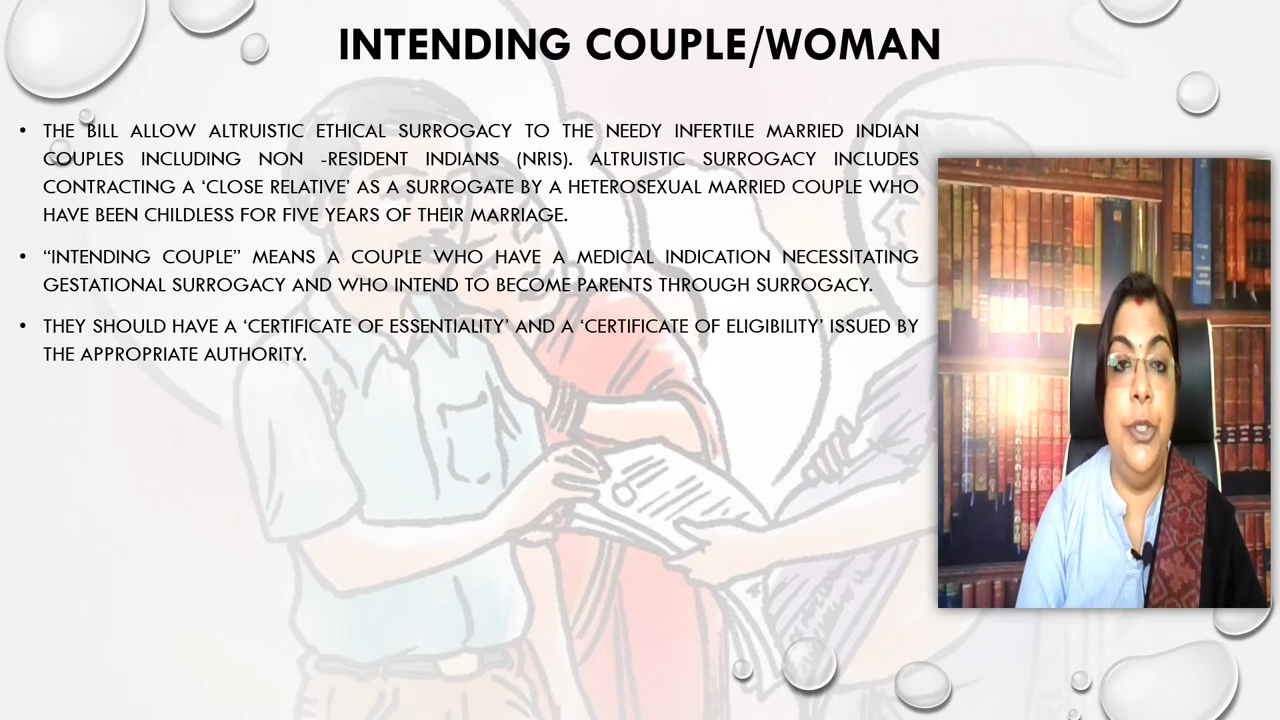 INTENDING COUPLE/WOMAN
• THE BILL ALLOW ALTRUISTIC ETHICAL SURROGACY TO THE NEEDY INFERTILE MARRIED INDIAN
COUPLES INCLUDING NON -RESIDENT INDIANS (NRIS). ALTRUISTIC SURROGACY INCLUDES
CONTRACTING A ‘CLOSE RELATIVE’ AS A SURROGATE BY A HETEROSEXUAL MARRIED COUPLE WHO
HAVE BEEN CHILDLESS FOR FIVE YEARS OF THEIR MARRIAGE.
• “INTENDING COUPLE” MEANS A COUPLE WHO HAVE A MEDICAL INDICATION NECESSITATING
GESTATIONAL SURROGACY AND WHO INTEND TO BECOME PARENTS THROUGH SURROGACY.
• THEY SHOULD HAVE A ‘CERTIFICATE OF ESSENTIALITY’ AND A ‘CERTIFICATE OF ELIGIBILITY’ ISSUED BY
THE APPROPRIATE AUTHORITY.